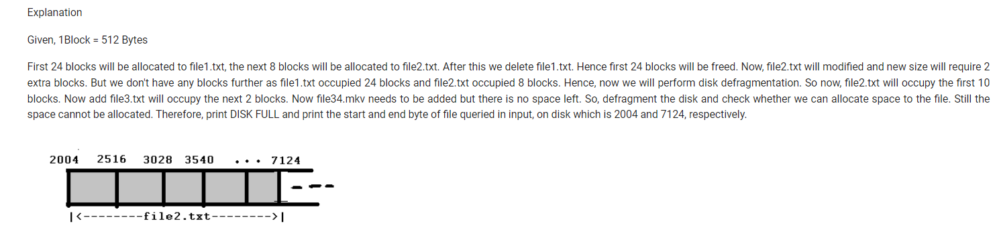 Explanation
Given, 1Block = 512 Bytes
First 24 blocks will be allocated to file1.txt, the next 8 blocks will be allocated to file2.txt. After this we delete file1.txt. Hence first 24 blocks will be freed. Now, file2.txt will modified and new size will require 2
extra blocks. But we don't have any blocks further as file1.txt occupied 24 blocks and file2.txt occupied 8 blocks. Hence, now we will perform disk defragmentation. So now, file2.txt will occupy the first 10
blocks. Now add file3.txt will occupy the next 2 blocks. Now file34.mkv needs to be added but there is no space left. So, defragment the disk and check whether we can allocate space to the file. Still the
space cannot be allocated. Therefore, print DISK FULL and print the start and end byte of file queried in input, on disk which is 2004 and 7124, respectively.
2004 2516 3028 3540 ... 7124
|<--------file2.txt-------->|